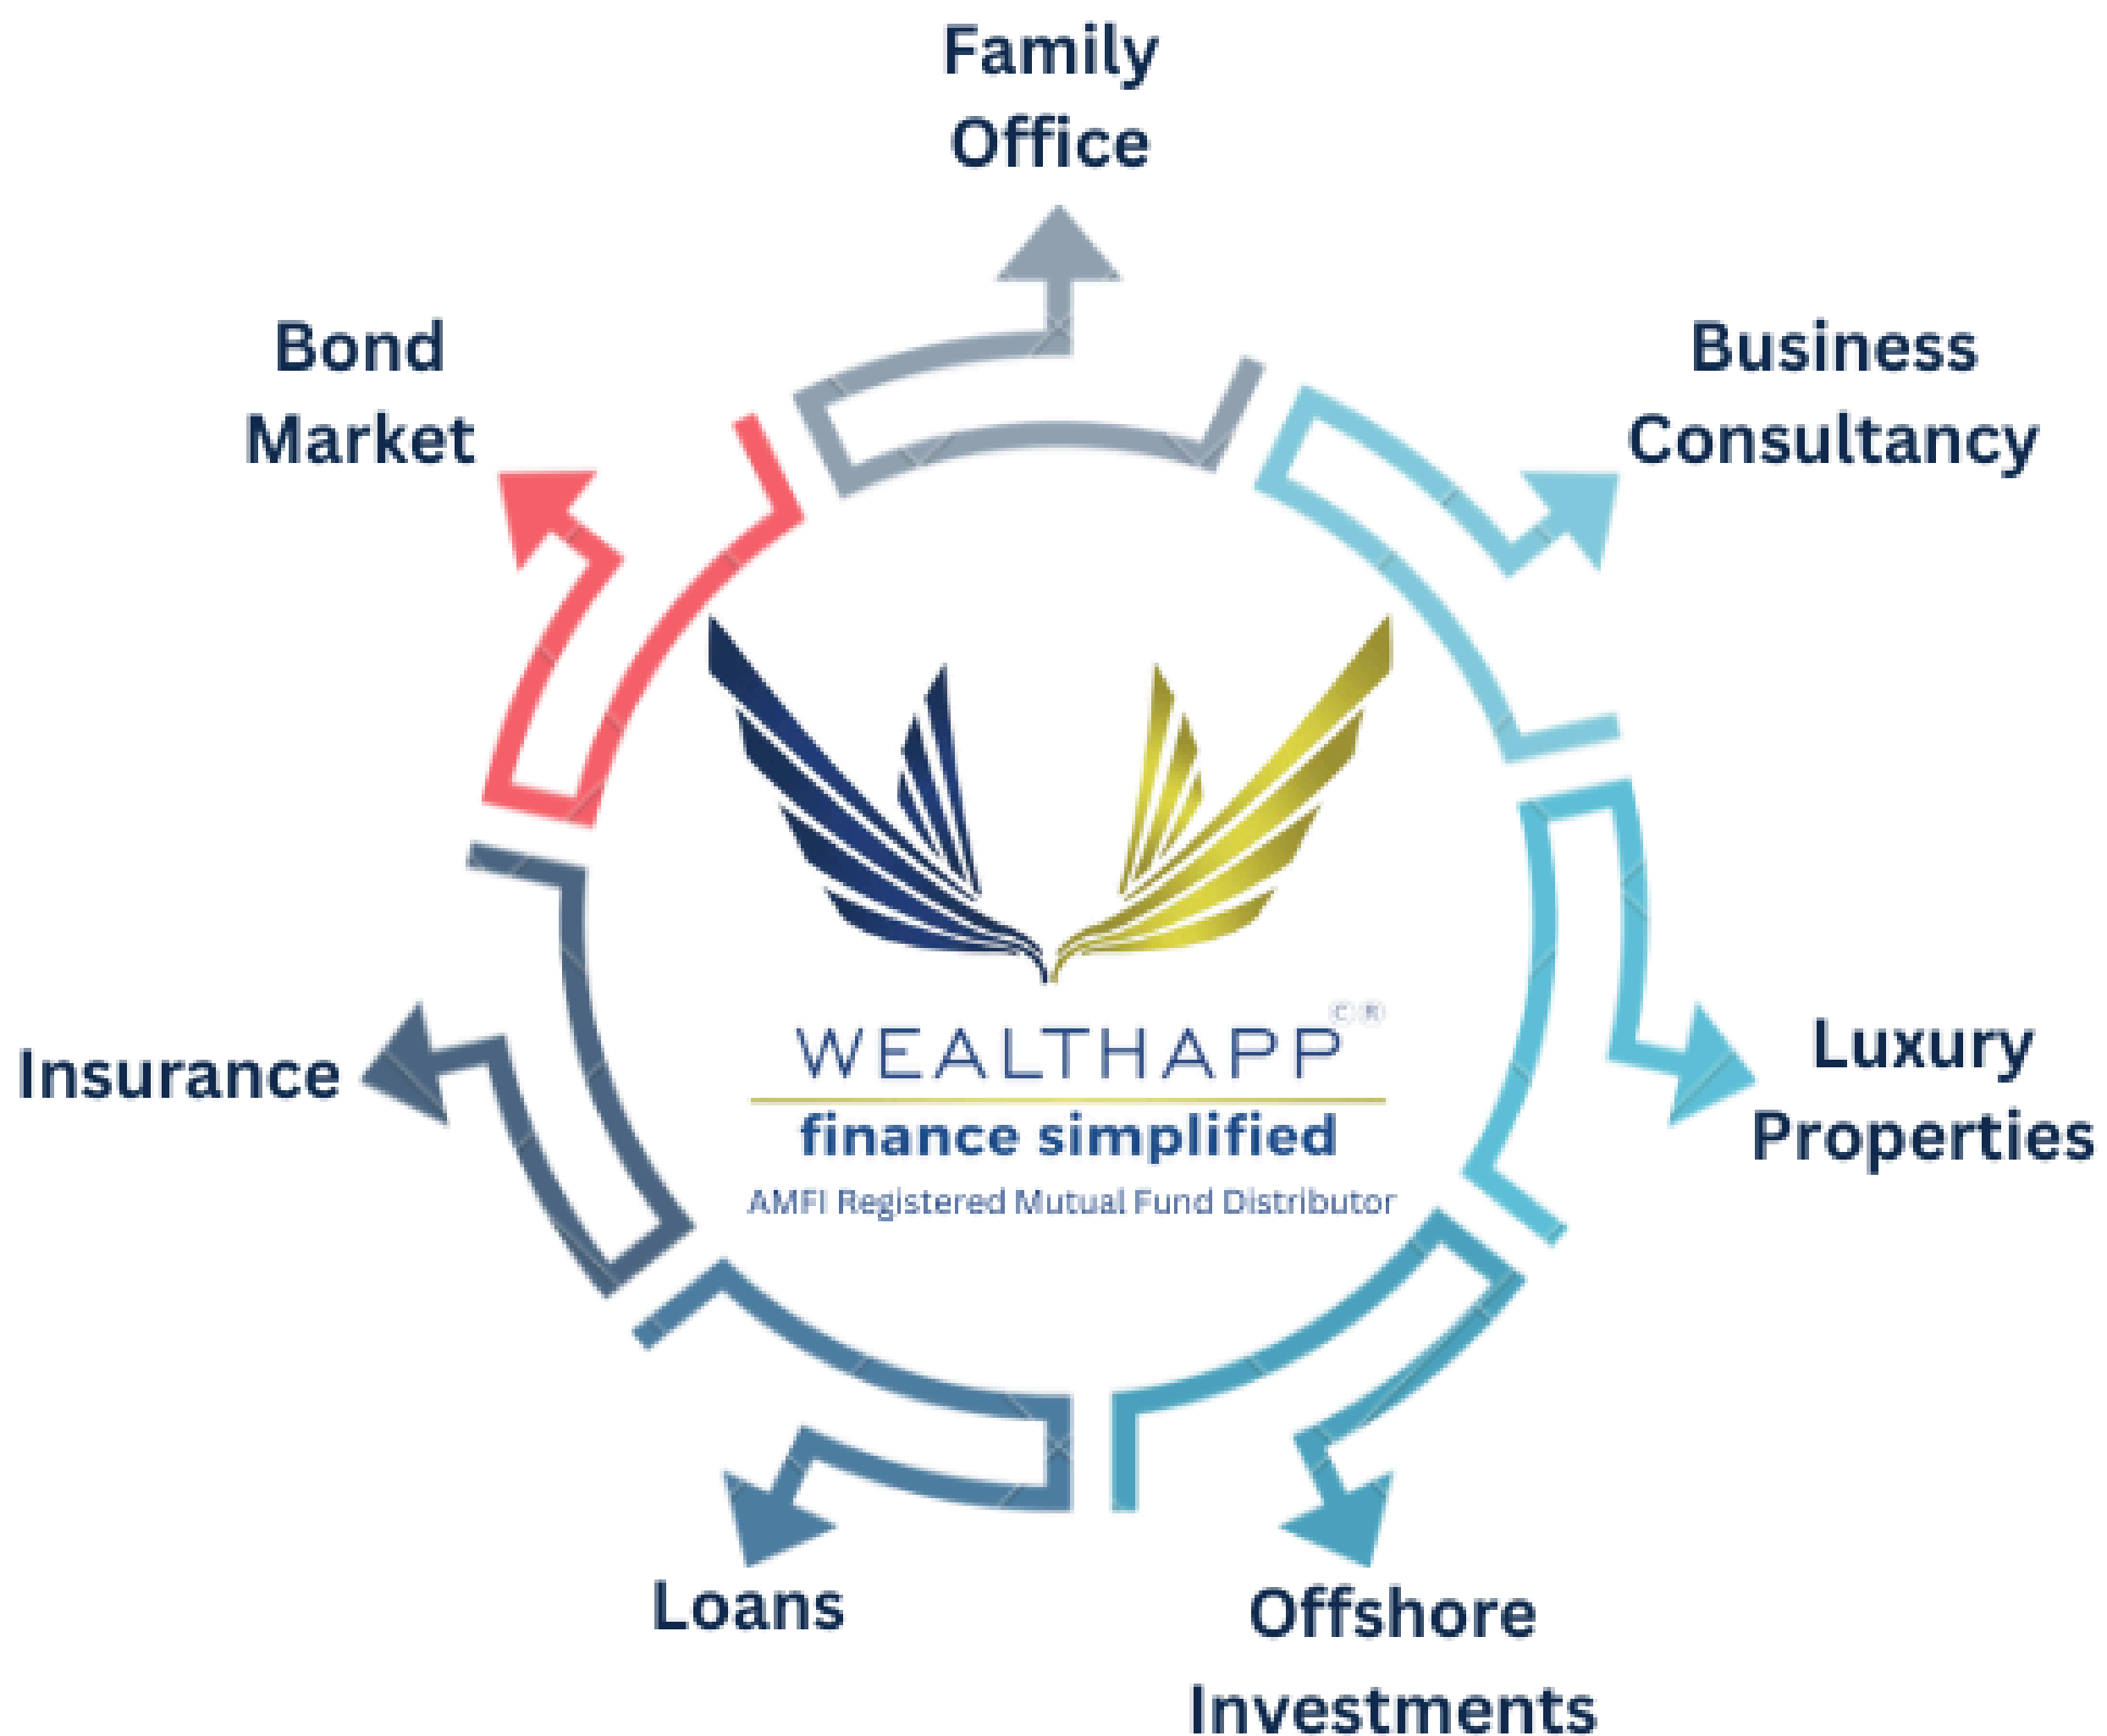 Family
Office
Bond
Market
Business
Consultancy
WEALTHAPP © ®
finance simplified
AMFI Registered Mutual Fund Distributor
Insurance
Luxury
Properties
Loans
Offshore
Investments